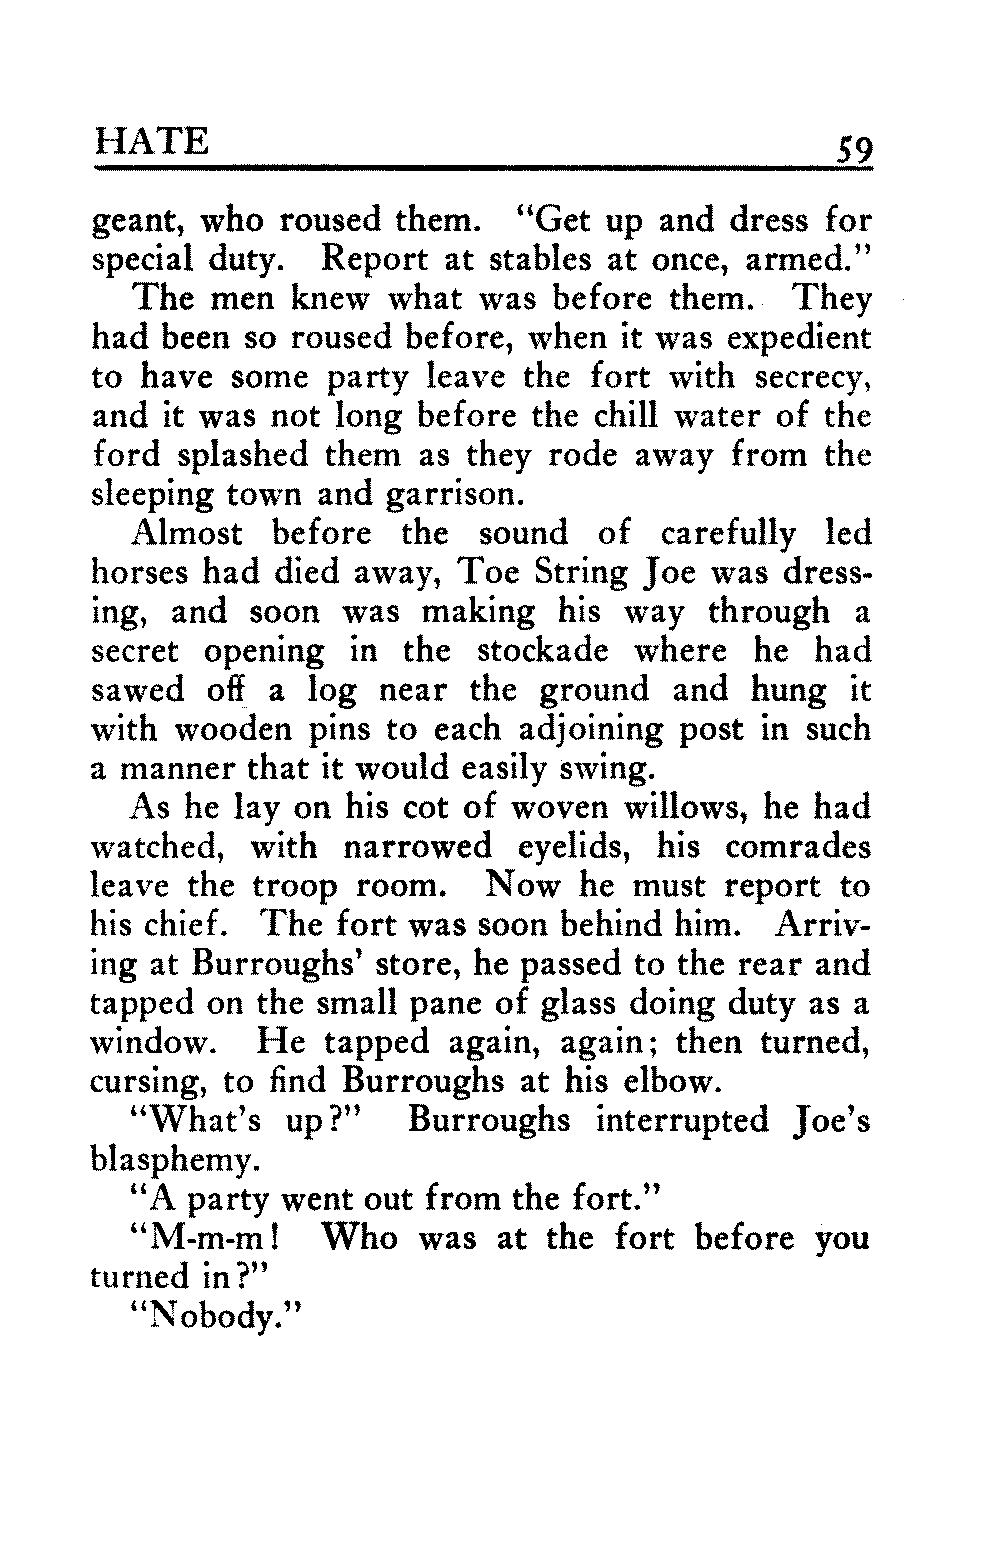 HATE 59
geant, who roused them. "Get up and dress for
special duty. Report at stables at once, armed."
The men knew what was before them. They
had been so roused before, when it was expedient
to have some party leave the fort with secrecy,
and it was not long before the chill water of the
ford splashed them as they rode away from the
sleeping town and garrison.
Almost before the sound of carefully led
horses had died away, Toe String Joe was dress-
ing, and soon was making his way through a
secret opening in the stockade where he had
sawed off a log near the ground and hung it
with wooden pins to each adjoining post in such
a manner that it would easily swing.
As he lay on his cot of woven willows, he had
watched, with narrowed eyelids, his comrades
leave the troop room. Now he must report to
his chief. The fort was soon behind him. Arriv-
ing at Burroughs' store, he passed to the rear and
tapped on the small pane of glass doing duty as a
window. He tapped again, again; then turned,
cursing, to find Burroughs at his elbow.
"What's up?" Burroughs interrupted Joe's
blasphemy.
"A party went out from the fort."
"M-m-m! Who was at the fort before you
turned in?"
"Nobody."